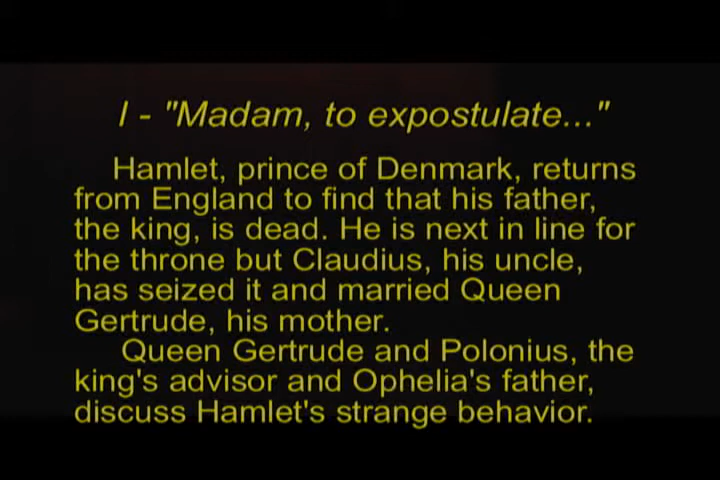 I - "Madam, to expostulate..."
Hamlet, prince of Denmark, returns
from England to find that his father,
the king, is dead. He is next in line for
the throne but Claudius, his uncle,
has seized it and married Queen
Gertrude, his mother.
Queen Gertrude and Polonius, the
king's advisor and Ophelia's father,
discuss Hamlet's strange behavior.